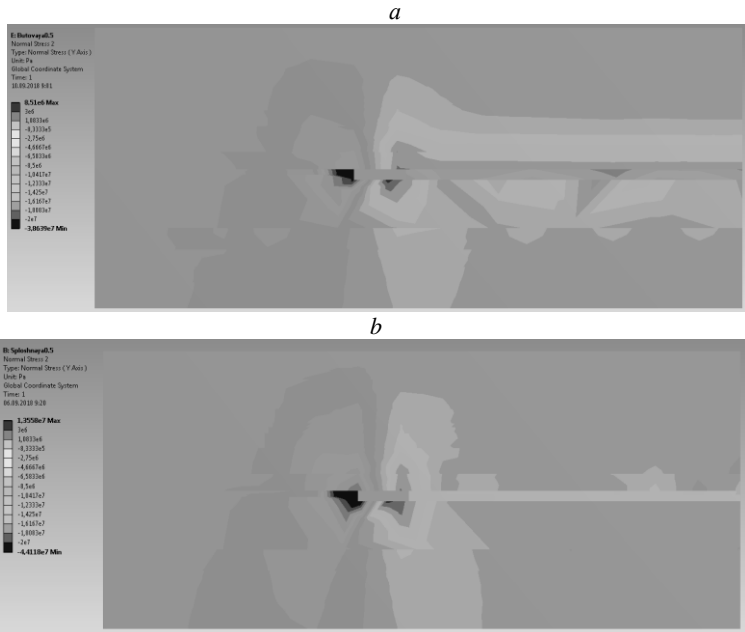 a
E: Butovaya0.5
Normal Stress 2
Type: Normal Stress ( Y Axis )
Unit: Pa
Global Coordinate System
Time: 1
10.09.2018 9:01
8,51e6 Max
3e6
1,0833e6
-8,3333e5
-2,75e6
-4,6667e6
-6,5833e6
-8,5e6
-1,0417e7
-1,2333e7
-1,425e7
-1,6167e7
-1,8083e7
-2e7
-3,8639e7 Min
b
B: Sploshnaya0.5
Normal Stress 2
Type: Normal Stress ( Y Axis )
Unit: Pa
Global Coordinate System
Time: 1
06.09.2018 9:28
1,3558e7 Max
3e6
1,0833e6
-8,3333e5
-2,75e6
-4,6667e6
-6,5833e6
-8,5e6
-1,0417e7
-1,2333e7
-1,425e7
-1,6167e7
-1,8083e7
-2e7
-4,4118e7 Min